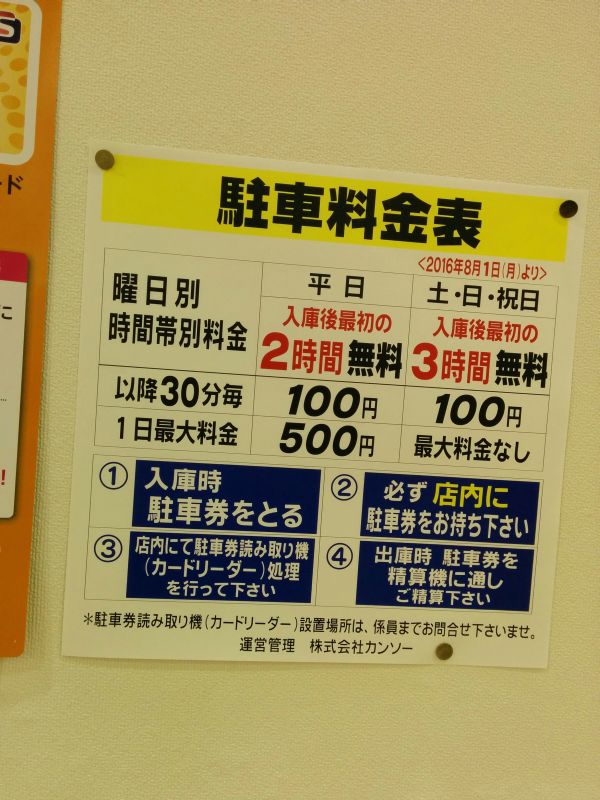 S
ード
に
!
駐車料金表
<2016年8月1日(月)より>
曜日別
時間帯別料金
平日
土・日・祝日
入庫後最初の
2時間 無料
入庫後最初の
3時間 無料
以降30分毎
100円
100円
1日最大料金
500円
最大料金なし
① 入庫時
駐車券をとる
② 必ず 店内に
駐車券をお持ち下さい
③ 店内にて駐車券読み取り機
(カードリーダー)処理
を行って下さい
④ 出庫時 駐車券を
精算機に通し
ご精算下さい
*駐車券読み取り機(カードリーダー)設置場所は、係員までお問合せ下さいませ。
運営管理 株式会社カンソー